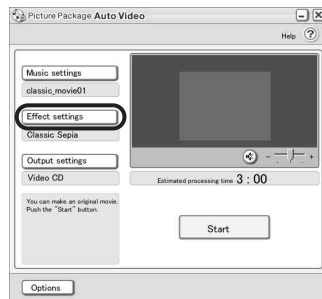 Picture Package Auto Video
Help ?
Music settings
classic_movie01
Effect settings
Classic Sepia
Output settings
Video CD
Estimated processing time 3 : 00
You can make an original movie.
Push the "Start" button.
Start
Options